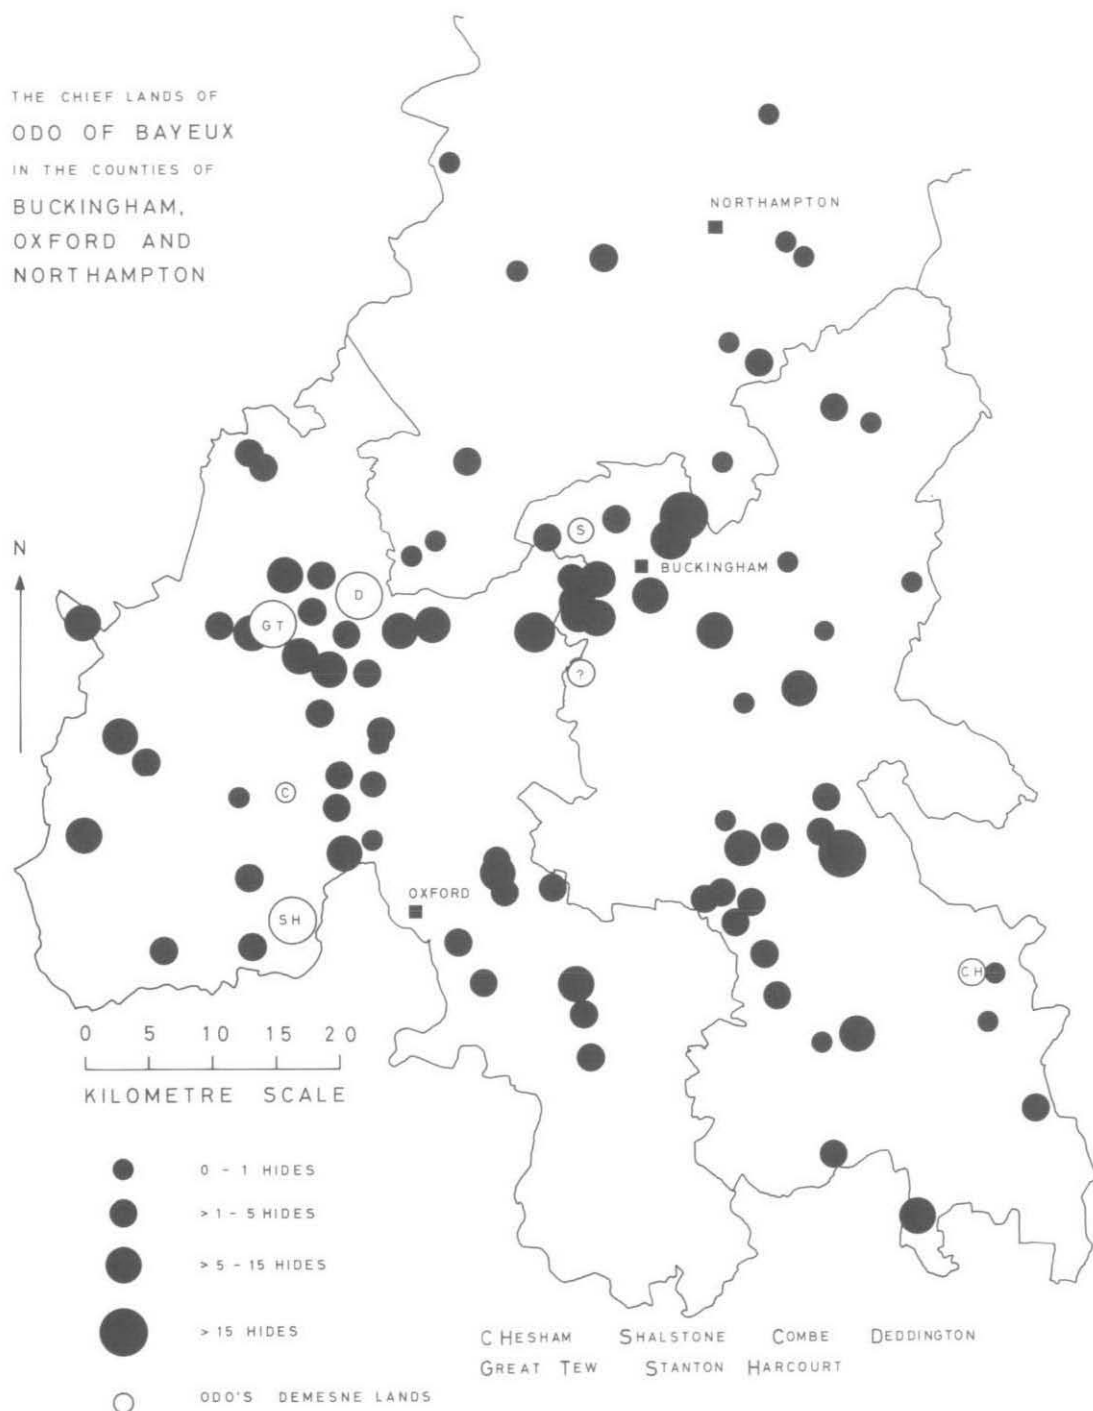 THE CHIEF LANDS OF
ODO OF BAYEUX
IN THE COUNTIES OF
BUCKINGHAM,
OXFORD AND
NORTHAMPTON
NORTHAMPTON
N
S
BUCKINGHAM
D
GT
?
C
OXFORD
SH
CH
0 5 10 15 20
KILOMETRE SCALE
0 - 1 HIDES
>1 - 5 HIDES
>5 - 15 HIDES
>15 HIDES
ODO'S DEMESNE LANDS
CHESHAM SHALSTONE COMBE DEDDINGTON
GREAT TEW STANTON HARCOURT